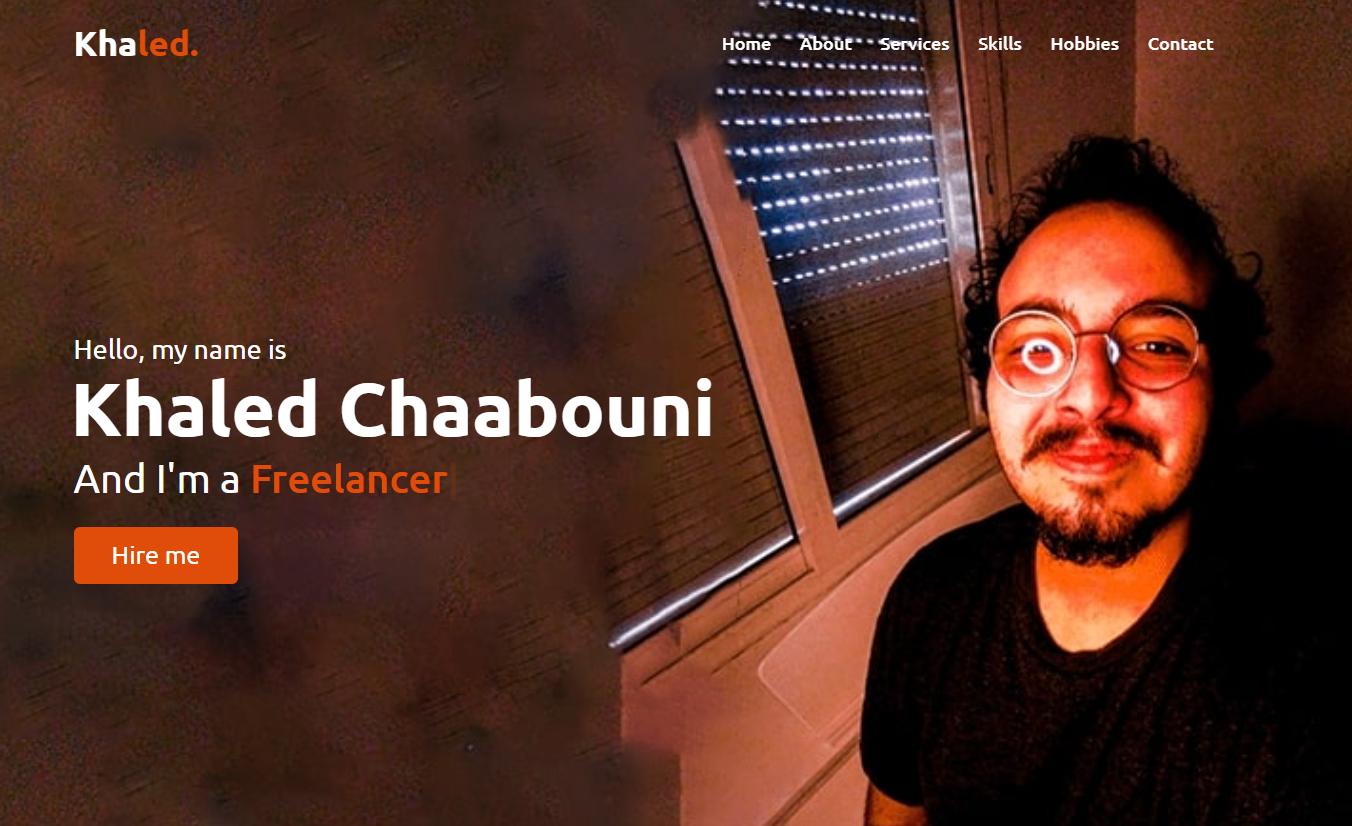 Khaled.
Home About Services Skills Hobbies Contact
Hello, my name is
Khaled Chaabouni
And I'm a Freelancer
Hire me